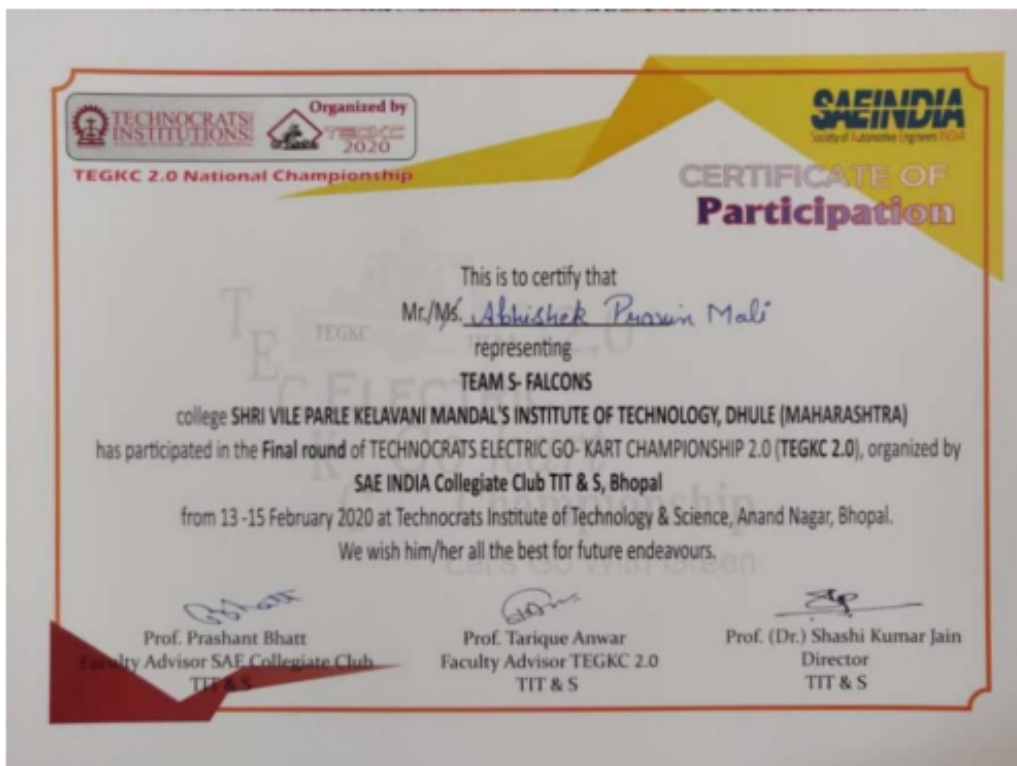 TECHNOCRATS
INSTITUTIONS
Organized by
TEGKC
2020
TEGKC 2.0 National Championship
SAEINDIA
Society of Automotive Engineers INDIA
CERTIFICATE OF
Participation
This is to certify that
Mr./Ms. Abhishek Pravin Mali
representing
TEAM S- FALCONS
college SHRI VILE PARLE KELAVANI MANDAL'S INSTITUTE OF TECHNOLOGY, DHULE (MAHARASHTRA)
has participated in the Final round of TECHNOCRATS ELECTRIC GO- KART CHAMPIONSHIP 2.0 (TEGKC 2.0), organized by
SAE INDIA Collegiate Club TIT & S, Bhopal
from 13 -15 February 2020 at Technocrats Institute of Technology & Science, Anand Nagar, Bhopal.
We wish him/her all the best for future endeavours.
Let's Go With Green
Prof. Prashant Bhatt
Faculty Advisor SAE Collegiate Club
TIT & S
Prof. Tarique Anwar
Faculty Advisor TEGKC 2.0
TIT & S
Prof. (Dr.) Shashi Kumar Jain
Director
TIT & S